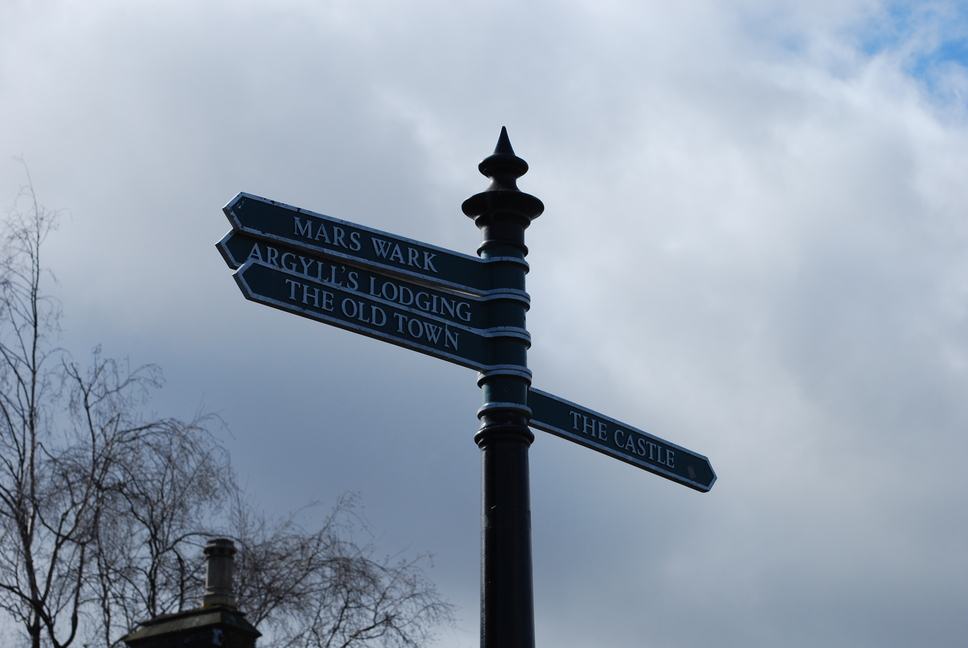 MARS WARK
ARGYLL'S LODGING
THE OLD TOWN
THE CASTLE